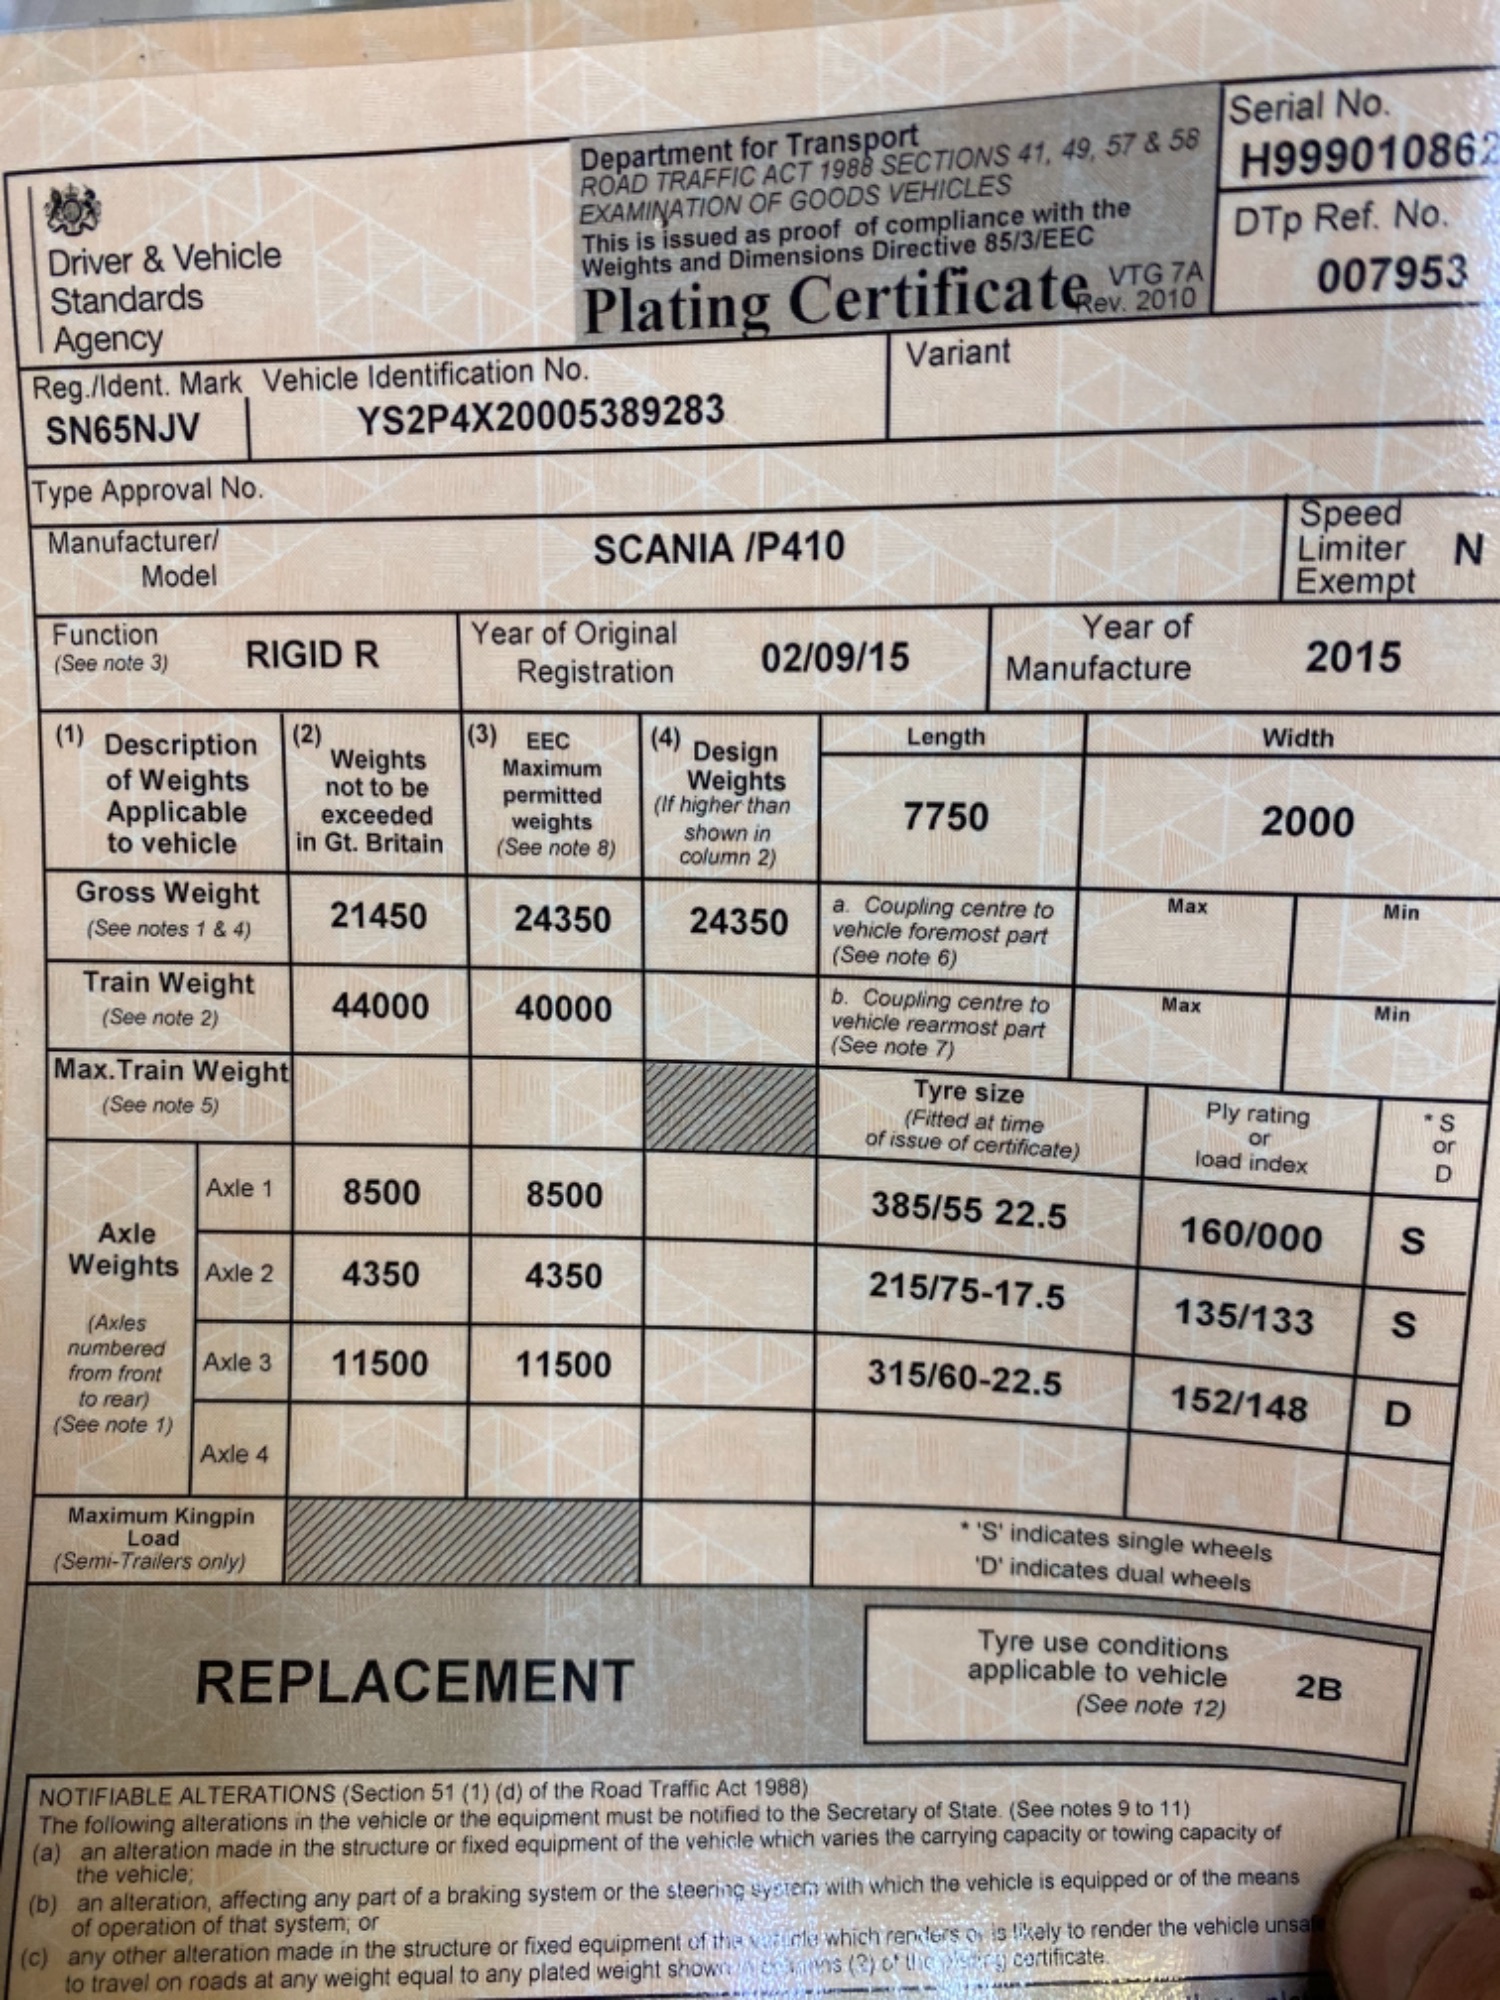 Department for Transport
ROAD TRAFFIC ACT 1988 SECTIONS 41, 49, 57 & 58
EXAMINATION OF GOODS VEHICLES
This is issued as proof of compliance with the
Weights and Dimensions Directive 85/3/EEC
Plating Certificate VTG 7A
Rev. 2010
Serial No.
H999010862
DTp Ref. No.
007953
Driver & Vehicle
Standards
Agency
Reg./Ident. Mark
SN65NJV
Vehicle Identification No.
YS2P4X20005389283
Variant
Type Approval No.
Manufacturer/
Model
SCANIA /P410
Speed
Limiter
Exempt
N
Function
(See note 3)
RIGID R
Year of Original
Registration
02/09/15
Year of
Manufacture
2015
(1) Description
of Weights
Applicable
to vehicle
(2)
Weights
not to be
exceeded
in Gt. Britain
(3) EEC
Maximum
permitted
weights
(See note 8)
(4) Design
Weights
(If higher than
shown in
column 2)
Length
7750
Width
2000
Gross Weight
(See notes 1 & 4)
21450
24350
24350
a. Coupling centre to
vehicle foremost part
(See note 6)
Max
Min
Train Weight
(See note 2)
44000
40000
b. Coupling centre to
vehicle rearmost part
(See note 7)
Max
Min
Max.Train Weight
(See note 5)
Tyre size
(Fitted at time
of issue of certificate)
Ply rating
or
load index
* S
or
D
Axle
Weights
(Axles
numbered
from front
to rear)
(See note 1)
Axle 1
8500
8500
385/55 22.5
160/000
S
Axle 2
4350
4350
215/75-17.5
135/133
S
Axle 3
11500
11500
315/60-22.5
152/148
D
Axle 4
Maximum Kingpin
Load
(Semi-Trailers only)
* 'S' indicates single wheels
'D' indicates dual wheels
REPLACEMENT
Tyre use conditions
applicable to vehicle
(See note 12)
2B
NOTIFIABLE ALTERATIONS (Section 51 (1) (d) of the Road Traffic Act 1988)
The following alterations in the vehicle or the equipment must be notified to the Secretary of State. (See notes 9 to 11)
(a) an alteration made in the structure or fixed equipment of the vehicle which varies the carrying capacity or towing capacity of
the vehicle;
(b) an alteration, affecting any part of a braking system or the steering system with which the vehicle is equipped or of the means
of operation of that system; or
(c) any other alteration made in the structure or fixed equipment of the vehicle which renders or is likely to render the vehicle
to travel on roads at any weight equal to any plated weight shown (2) of the plating certificate.